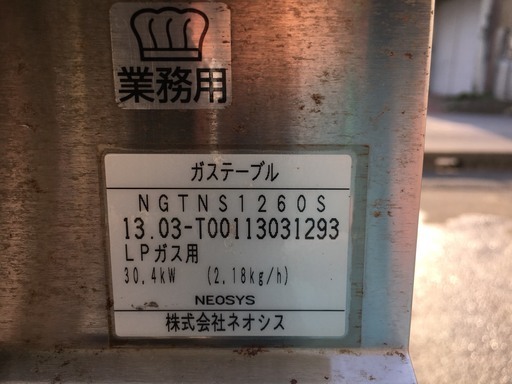 業務用
ガステーブル
NGTNS1260S
13.03-T00113031293
LPガス用
30.4kW (2.18kg/h)
NEOSYS
株式会社ネオシス